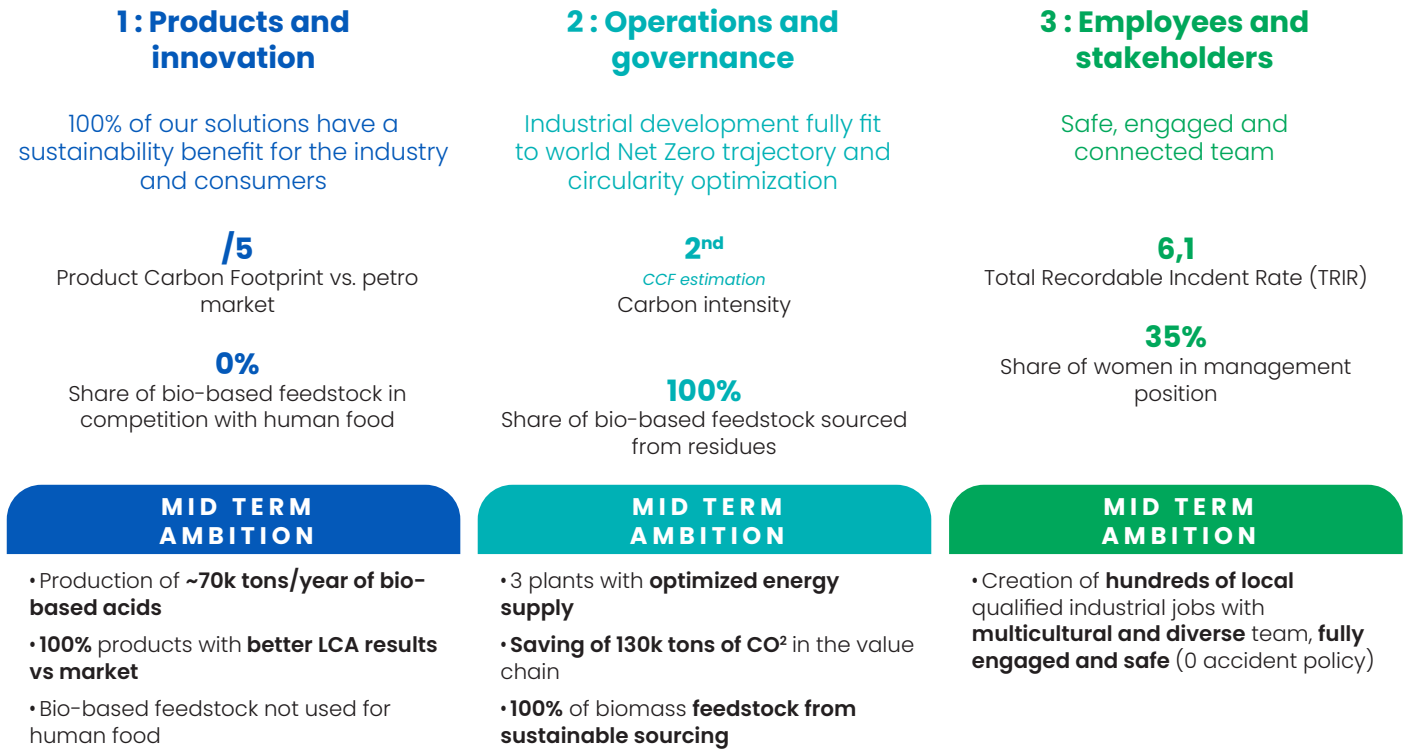 1 : Products and
innovation
100% of our solutions have a
sustainability benefit for the industry
and consumers
/5
Product Carbon Footprint vs. petro
market
0%
Share of bio-based feedstock in
competition with human food
MID TERM
AMBITION
•Production of ~70k tons/year of bio-
based acids
•100% products with better LCA results
vs market
•Bio-based feedstock not used for
human food
2 : Operations and
governance
Industrial development fully fit
to world Net Zero trajectory and
circularity optimization
2nd
CCF estimation
Carbon intensity
100%
Share of bio-based feedstock sourced
from residues
MID TERM
AMBITION
•3 plants with optimized energy
supply
•Saving of 130k tons of CO² in the value
chain
•100% of biomass feedstock from
sustainable sourcing
3 : Employees and
stakeholders
Safe, engaged and
connected team
6,1
Total Recordable Incdent Rate (TRIR)
35%
Share of women in management
position
MID TERM
AMBITION
•Creation of hundreds of local
qualified industrial jobs with
multicultural and diverse team, fully
engaged and safe (0 accident policy)